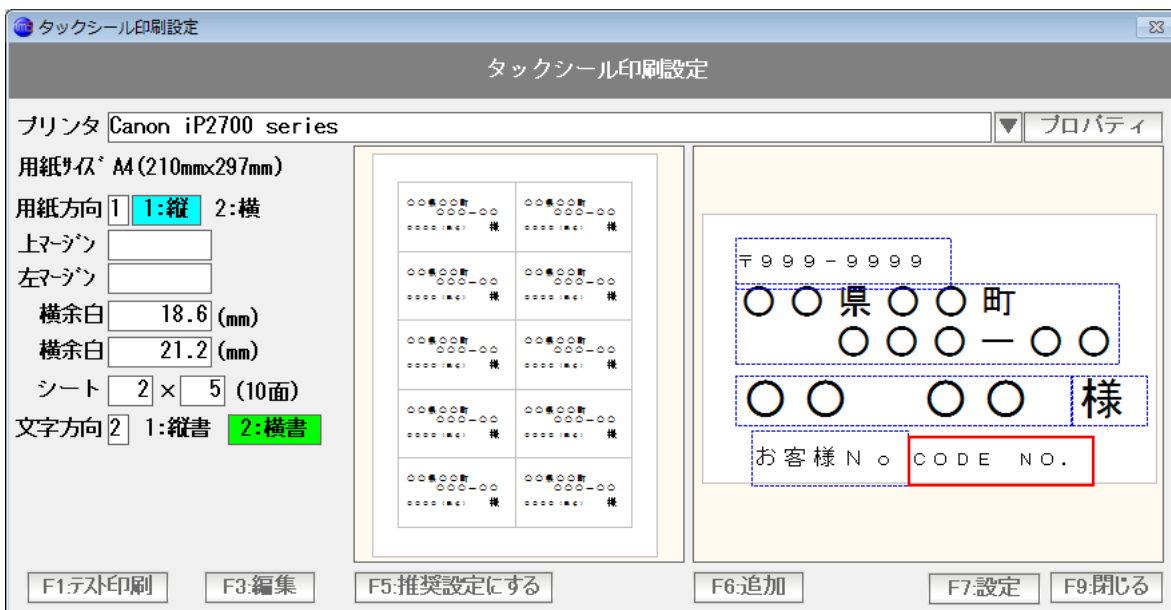 タックシール印刷設定
タックシール印刷設定
プリンタ Canon iP2700 series ▼ プロパティ
用紙ｻｲｽﾞ A4(210mmx297mm)
用紙方向 1 1:縦 2:横
上ﾏｰｼﾞﾝ
左ﾏｰｼﾞﾝ
横余白 18.6 (mm)
横余白 21.2 (mm)
シート 2 × 5 (10面)
文字方向 2 1:縦書 2:横書
〒999-9999
○○県○○町
○○○－○○
○○ ○○ 様
お客様No CODE NO.
F1:ﾃｽﾄ印刷 F3:編集 F5:推奨設定にする F6:追加 F7:設定 F9:閉じる